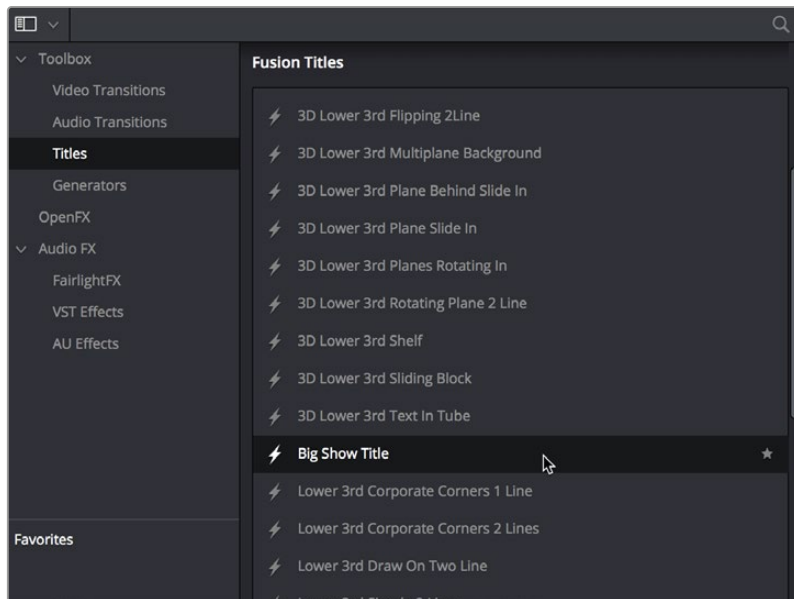 Toolbox
Video Transitions
Audio Transitions
Titles
Generators
OpenFX
Audio FX
FairlightFX
VST Effects
AU Effects
Favorites
Fusion Titles
3D Lower 3rd Flipping 2Line
3D Lower 3rd Multiplane Background
3D Lower 3rd Plane Behind Slide In
3D Lower 3rd Plane Slide In
3D Lower 3rd Planes Rotating In
3D Lower 3rd Rotating Plane 2 Line
3D Lower 3rd Shelf
3D Lower 3rd Sliding Block
3D Lower 3rd Text In Tube
Big Show Title
Lower 3rd Corporate Corners 1 Line
Lower 3rd Corporate Corners 2 Lines
Lower 3rd Draw On Two Line